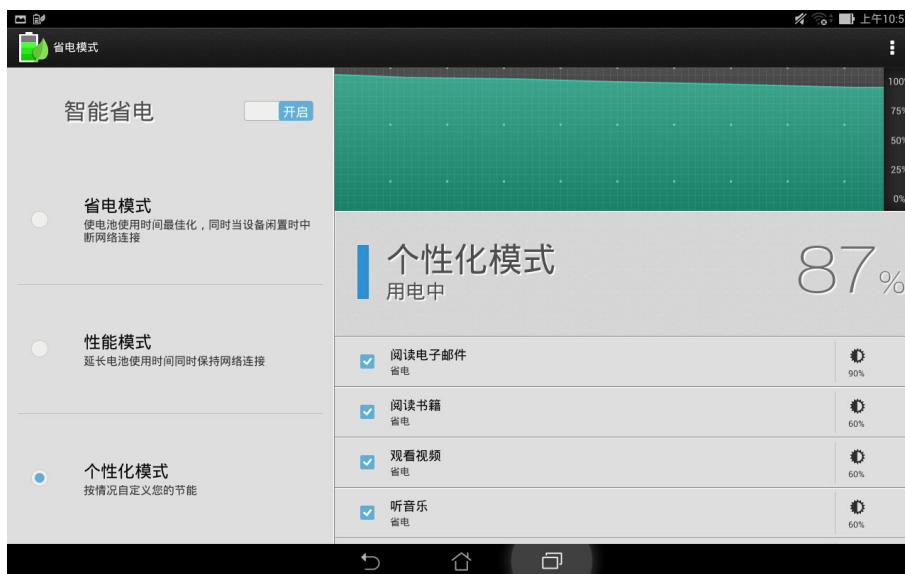 上午10:5
省电模式
智能省电
开启
省电模式
使电池使用时间最佳化，同时当设备闲置时中
断网络连接
性能模式
延长电池使用时间同时保持网络连接
个性化模式
按情况自定义您的节能
100%
75%
50%
25%
0%
个性化模式
用电中
87%
阅读电子邮件
省电
90%
阅读书籍
省电
60%
观看视频
省电
60%
听音乐
省电
60%